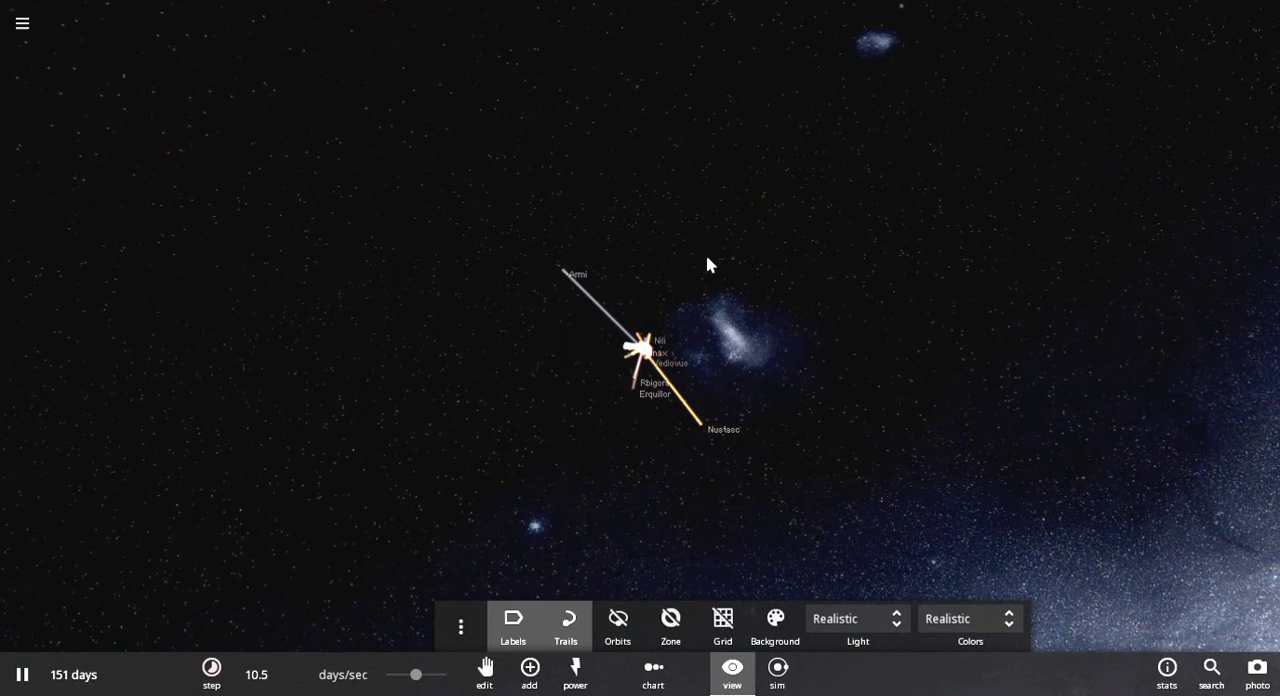 Armi
Nili
Vediovus
Rbigora
Erquillor
Nustasc
Labels
Trails
Orbits
Zone
Grid
Background
Realistic
Light
Realistic
Colors
151 days
step
10.5
days/sec
edit
add
power
chart
view
sim
stats
search
photo